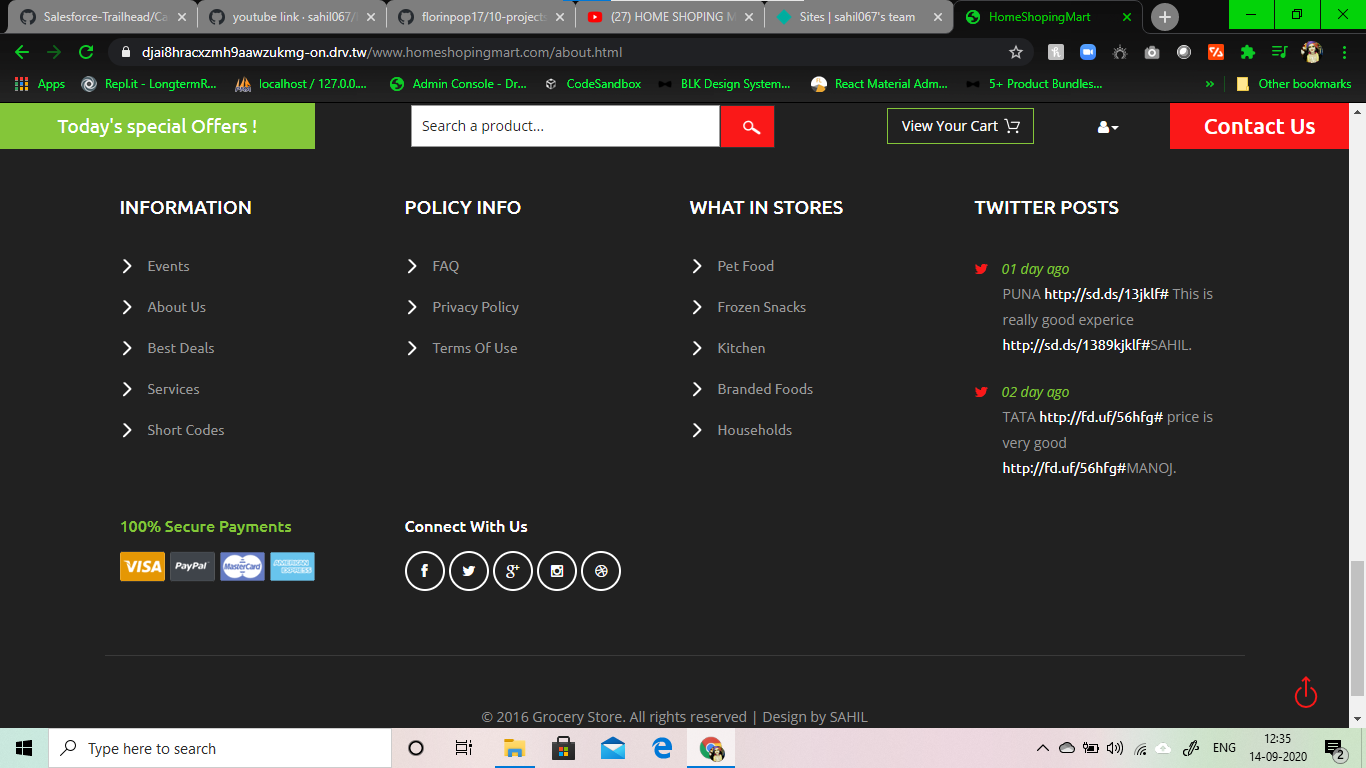 Salesforce-Trailhead/Ca
youtube link · sahil067/
florinpop17/10-projects
(27) HOME SHOPING M
Sites | sahil067's team
HomeShopingMart
djai8hracxzmh9aawzukmg-on.drv.tw/www.homeshopingmart.com/about.html
Apps
RepLit - LongtermR...
localhost / 127.0.0....
Admin Console - Dr...
CodeSandbox
BLK Design System...
React Material Adm...
5+ Product Bundles...
»
Other bookmarks
Today's special Offers !
Search a product...
View Your Cart
Contact Us
INFORMATION
Events
About Us
Best Deals
Services
Short Codes
POLICY INFO
FAQ
Privacy Policy
Terms Of Use
WHAT IN STORES
Pet Food
Frozen Snacks
Kitchen
Branded Foods
Households
TWITTER POSTS
01 day ago
PUNA http://sd.ds/13jklf# This is
really good experice
http://sd.ds/1389kjklf#SAHIL.
02 day ago
TATA http://fd.uf/56hfg# price is
very good
http://fd.uf/56hfg#MANOJ.
100% Secure Payments
VISA
PayPal
MasterCard
AMERICAN
EXPRESS
Connect With Us
© 2016 Grocery Store. All rights reserved | Design by SAHIL
Type here to search
ENG
12:35
14-09-2020
2